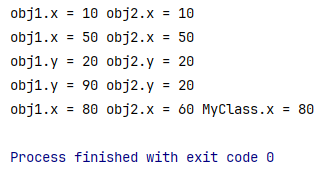 obj1.x = 10 obj2.x = 10
obj1.x = 50 obj2.x = 50
obj1.y = 20 obj2.y = 20
obj1.y = 90 obj2.y = 20
obj1.x = 80 obj2.x = 60 MyClass.x = 80
Process finished with exit code 0